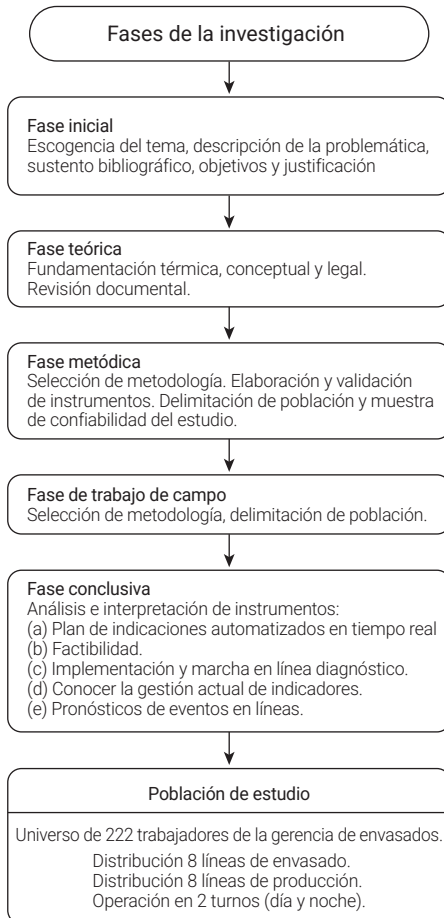 Fases de la investigación
Fase inicial
Escogencia del tema, descripción de la problemática,
sustento bibliográfico, objetivos y justificación
Fase teórica
Fundamentación térmica, conceptual y legal.
Revisión documental.
Fase metódica
Selección de metodología. Elaboración y validación
de instrumentos. Delimitación de población y muestra
de confiabilidad del estudio.
Fase de trabajo de campo
Selección de metodología, delimitación de población.
Fase conclusiva
Análisis e interpretación de instrumentos:
(a) Plan de indicaciones automatizados en tiempo real
(b) Factibilidad.
(c) Implementación y marcha en línea diagnóstico.
(d) Conocer la gestión actual de indicadores.
(e) Pronósticos de eventos en líneas.
Población de estudio
Universo de 222 trabajadores de la gerencia de envasados.
Distribución 8 líneas de envasado.
Distribución 8 líneas de producción.
Operación en 2 turnos (día y noche).